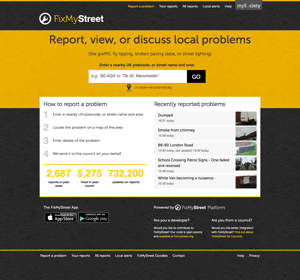 Report a problem Your reports All reports Local alerts Help mySociety
FixMyStreet
Report, view, or discuss local problems
(like graffiti, fly tipping, broken paving slabs, or street lighting)
Enter a nearby UK postcode, or street name and area:
e.g. 'B2 4QA' or 'Tib St, Manchester'
GO
or locate me automatically
How to report a problem
1 Enter a nearby UK postcode, or street name and area
2 Locate the problem on a map of the area
3 Enter details of the problem
4 We send it to the council on your behalf
2,687
reports in past week
5,275
fixed in past month
732,200
updates on reports
Recently reported problems
Dumped
Smoke from chimney
88-90 London Road
School Crossing Patrol Signs - One faded and reversed
White Van becoming a nuisance
The FixMyStreet App
App Store
Google play
Powered by FixMyStreet Platform
Are you a developer?
Would you like to contribute to FixMyStreet? Our code is open source and available at fixmystreet.org
Are you from a council?
Would you like better integration with FixMyStreet? Find out about FixMyStreet for councils.
Report a problem Your reports All reports Local alerts FixMyStreet Goodies Contact Help Privacy